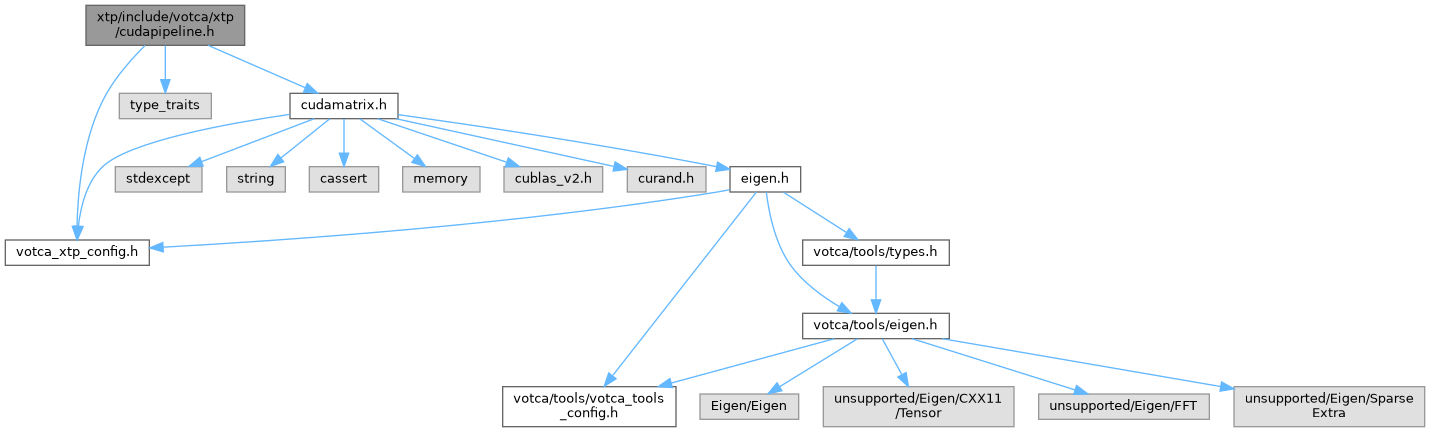 xtp/include/votca/xtp
/cudapipeline.h
type_traits
cudamatrix.h
stdexcept
string
cassert
memory
cublas_v2.h
curand.h
eigen.h
votca_xtp_config.h
votca/tools/types.h
votca/tools/eigen.h
votca/tools/votca_tools
_config.h
Eigen/Eigen
unsupported/Eigen/CXX11
/Tensor
unsupported/Eigen/FFT
unsupported/Eigen/Sparse
Extra